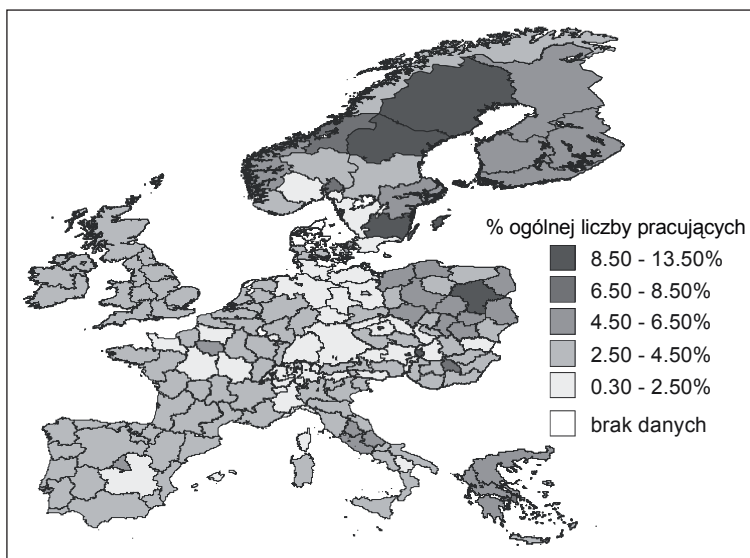 % ogólnej liczby pracujących
8.50 - 13.50%
6.50 - 8.50%
4.50 - 6.50%
2.50 - 4.50%
0.30 - 2.50%
brak danych